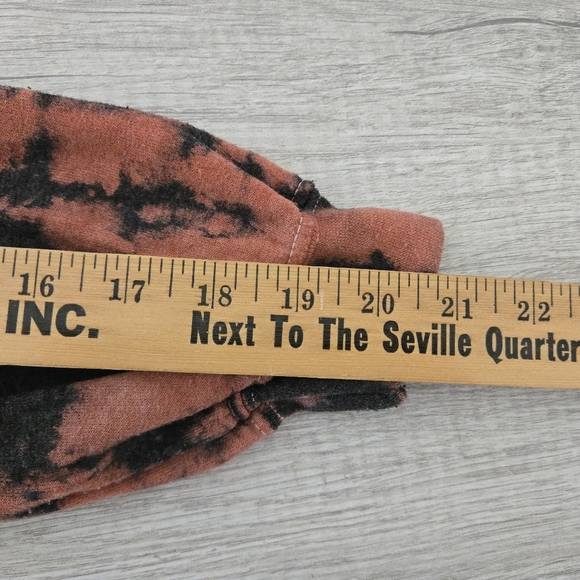 16 17 18 19 20 21 22
INC. Next To The Seville Quarter